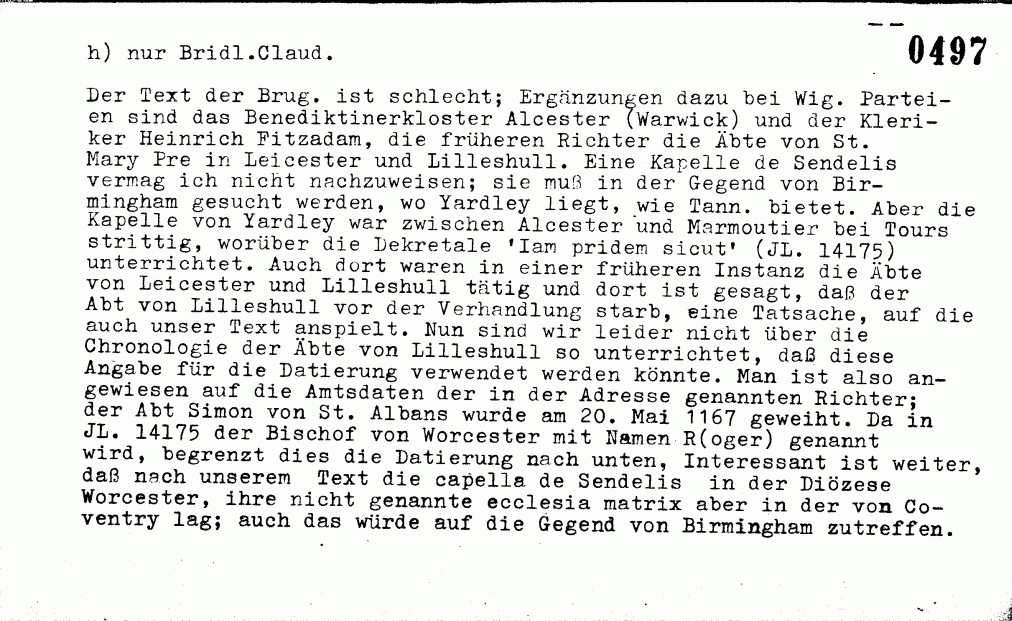 0497
h) nur Bridl.Claud.
Der Text der Brug. ist schlecht; Ergänzungen dazu bei Wig. Partei-
en sind das Benediktinerkloster Alcester (Warwick) und der Kleri-
ker Heinrich Fitzadam, die früheren Richter die Äbte von St.
Mary Pre in Leicester und Lilleshull. Eine Kapelle de Sendelis
vermag ich nicht nachzuweisen; sie muß in der Gegend von Bir-
mingham gesucht werden, wo Yardley liegt, wie Tann. bietet. Aber die
Kapelle von Yardley war zwischen Alcester und Marmoutier bei Tours
strittig, worüber die Dekretale 'Iam pridem sicut' (JL. 14175)
unterrichtet. Auch dort waren in einer früheren Instanz die Äbte
von Leicester und Lilleshull tätig und dort ist gesagt, daß der
Abt von Lilleshull vor der Verhandlung starb, eine Tatsache, auf die
auch unser Text anspielt. Nun sind wir leider nicht über die
Chronologie der Äbte von Lilleshull so unterrichtet, daß diese
Angabe für die Datierung verwendet werden könnte. Man ist also an-
gewiesen auf die Amtsdaten der in der Adresse genannten Richter;
der Abt Simon von St. Albans wurde am 20. Mai 1167 geweiht. Da in
JL. 14175 der Bischof von Worcester mit Namen R(oger) genannt
wird, begrenzt dies die Datierung nach unten, Interessant ist weiter,
daß nach unserem Text die capella de Sendelis in der Diözese
Worcester, ihre nicht genannte ecclesia matrix aber in der von Co-
ventry lag; auch das würde auf die Gegend von Birmingham zutreffen.